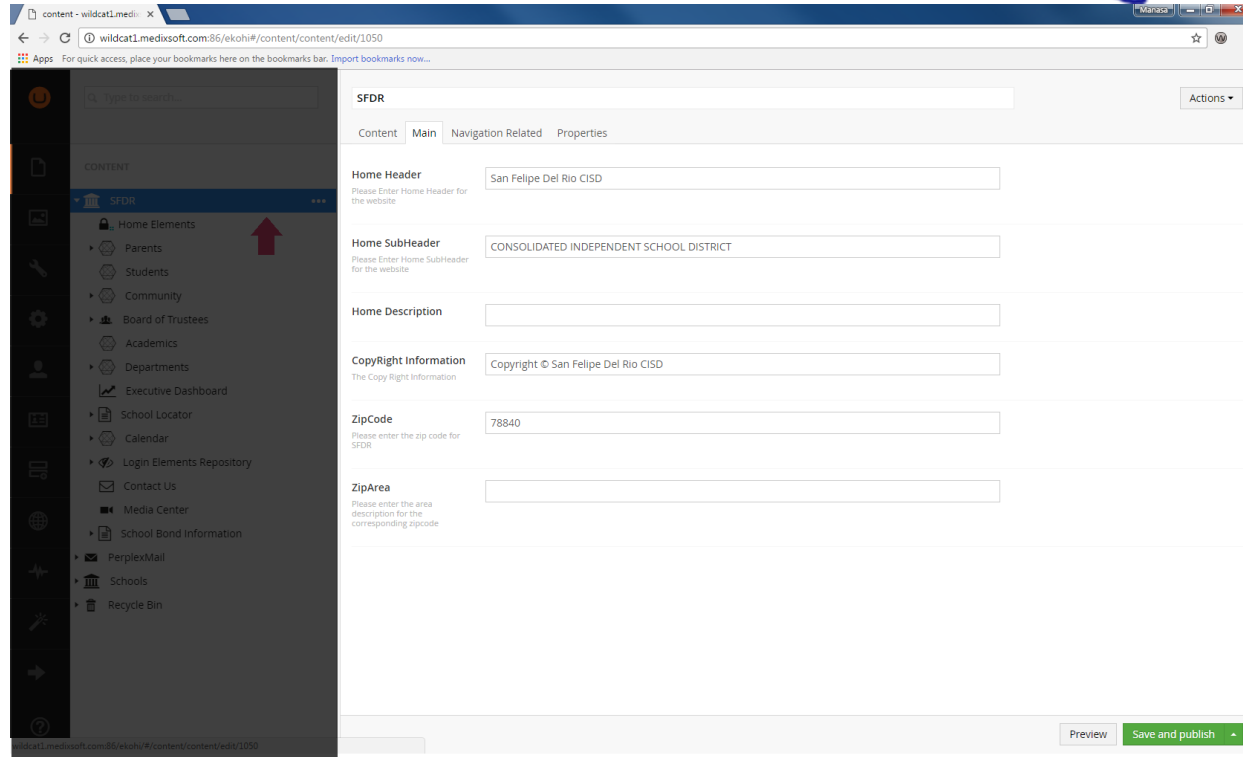 content - wildcat1.medix
Manasa
wildcat1.medixsoft.com:86/ekohi#/content/content/edit/1050
Apps For quick access, place your bookmarks here on the bookmarks bar. Import bookmarks now...
Type to search...
SFDR
Actions
Content Main Navigation Related Properties
CONTENT
SFDR
Home Elements
Parents
Students
Community
Board of Trustees
Academics
Departments
Executive Dashboard
School Locator
Calendar
Login Elements Repository
Contact Us
Media Center
School Bond Information
PerplexMail
Schools
Recycle Bin
Home Header
Please Enter Home Header for
the website
San Felipe Del Rio CISD
Home SubHeader
Please Enter Home SubHeader
for the website
CONSOLIDATED INDEPENDENT SCHOOL DISTRICT
Home Description
CopyRight Information
The Copy Right Information
Copyright © San Felipe Del Rio CISD
ZipCode
Please enter the zip code for
SFDR
78840
ZipArea
Please enter the area
description for the
corresponding zipcode
Preview Save and publish
wildcat1.medixsoft.com:86/ekohi/#/content/content/edit/1050